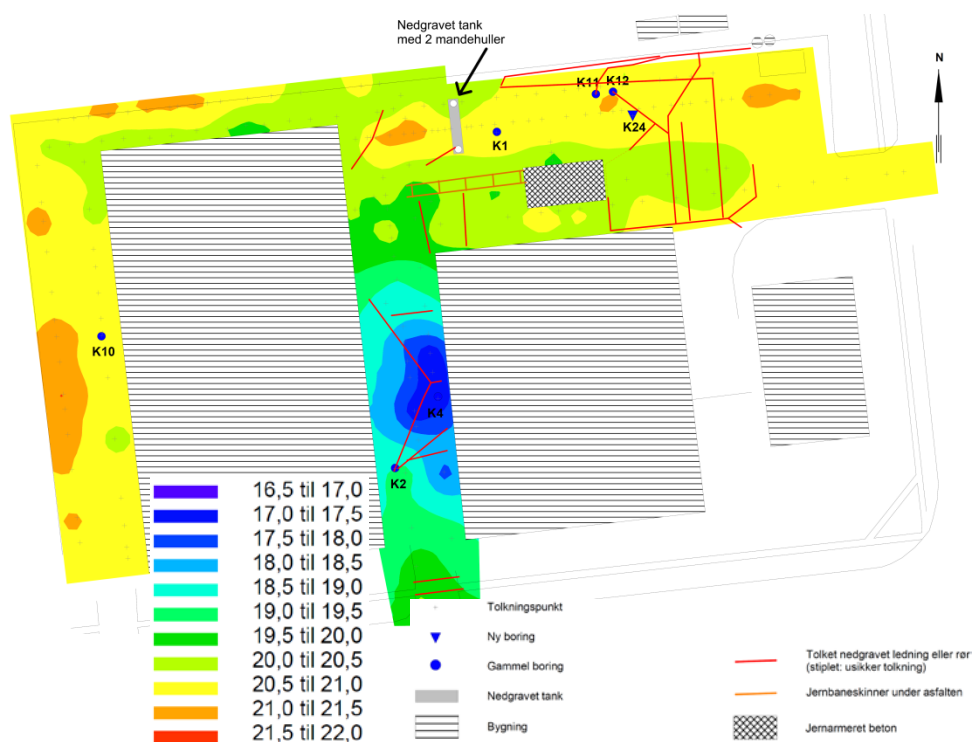 Nedgravet tank
med 2 mandehuller
N
K11
K12
K24
K1
K10
K4
K2
16,5 til 17,0
17,0 til 17,5
17,5 til 18,0
18,0 til 18,5
18,5 til 19,0
19,0 til 19,5
19,5 til 20,0
20,0 til 20,5
20,5 til 21,0
21,0 til 21,5
21,5 til 22,0
Tolkningspunkt
Ny boring
Gammel boring
Nedgravet tank
Bygning
Tolket nedgravet ledning eller rør
(stiplet: usikker tolkning)
Jernbaneskinner under asfalten
Jernarmeret beton